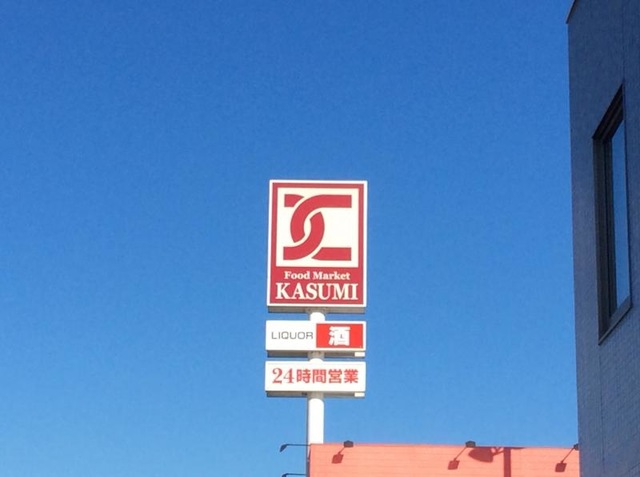 Food Market
KASUMI
LIQUOR 酒
24時間営業